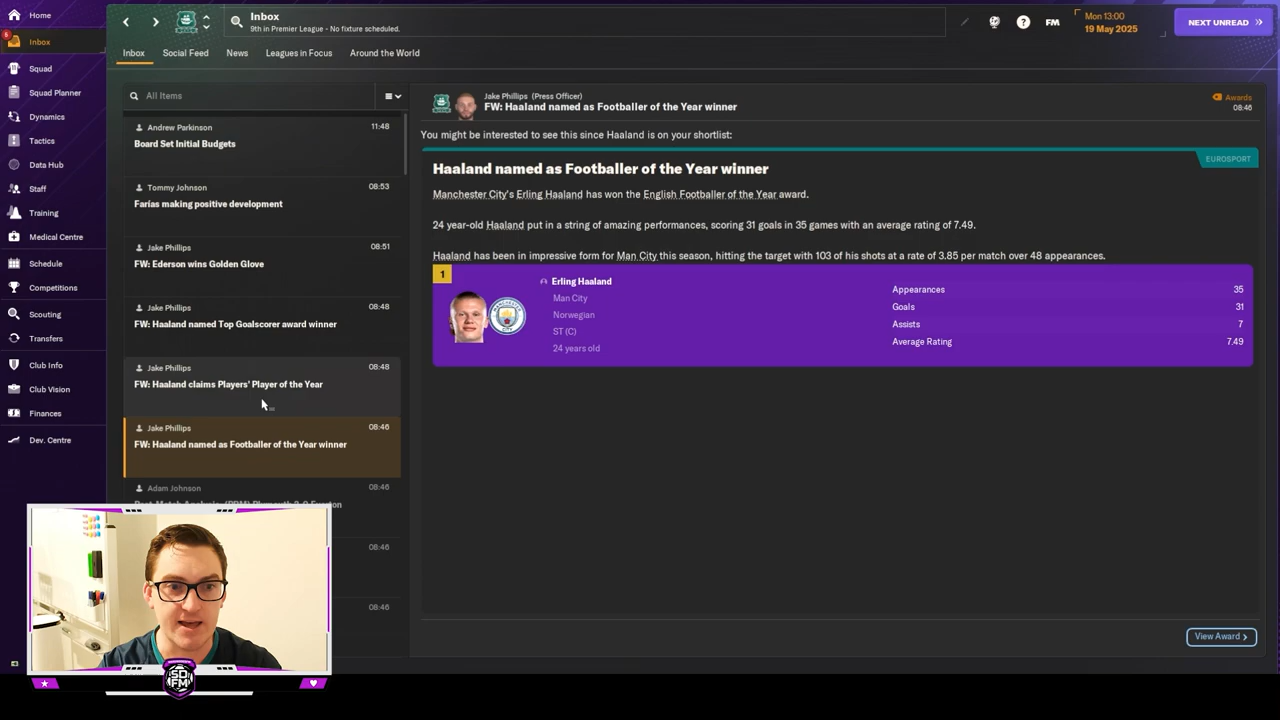 Home
6
Inbox
Squad
Squad Planner
Dynamics
Tactics
Data Hub
Staff
Training
Medical Centre
Schedule
Competitions
Scouting
Transfers
Club Info
Club Vision
Finances
Dev. Centre
Inbox
9th in Premier League - No fixture scheduled.
FM
Mon 13:00
19 May 2025
NEXT UNREAD
Inbox
Social Feed
News
Leagues in Focus
Around the World
All Items
Andrew Parkinson
11:48
Board Set Initial Budgets
Tommy Johnson
08:53
Farías making positive development
Jake Phillips
08:51
FW: Ederson wins Golden Glove
Jake Phillips
08:48
FW: Haaland named Top Goalscorer award winner
Jake Phillips
08:48
FW: Haaland claims Players' Player of the Year
Jake Phillips
08:46
FW: Haaland named as Footballer of the Year winner
Adam Johnson
08:46
08:46
08:46
Jake Phillips (Press Officer)
FW: Haaland named as Footballer of the Year winner
Awards
08:46
You might be interested to see this since Haaland is on your shortlist:
EUROSPORT
Haaland named as Footballer of the Year winner
Manchester City's Erling Haaland has won the English Footballer of the Year award.
24 year-old Haaland put in a string of amazing performances, scoring 31 goals in 35 games with an average rating of 7.49.
Haaland has been in impressive form for Man City this season, hitting the target with 103 of his shots at a rate of 3.85 per match over 48 appearances.
1
Erling Haaland
Man City
Norwegian
ST (C)
24 years old
Appearances 35
Goals 31
Assists 7
Average Rating 7.49
View Award
SD
FM